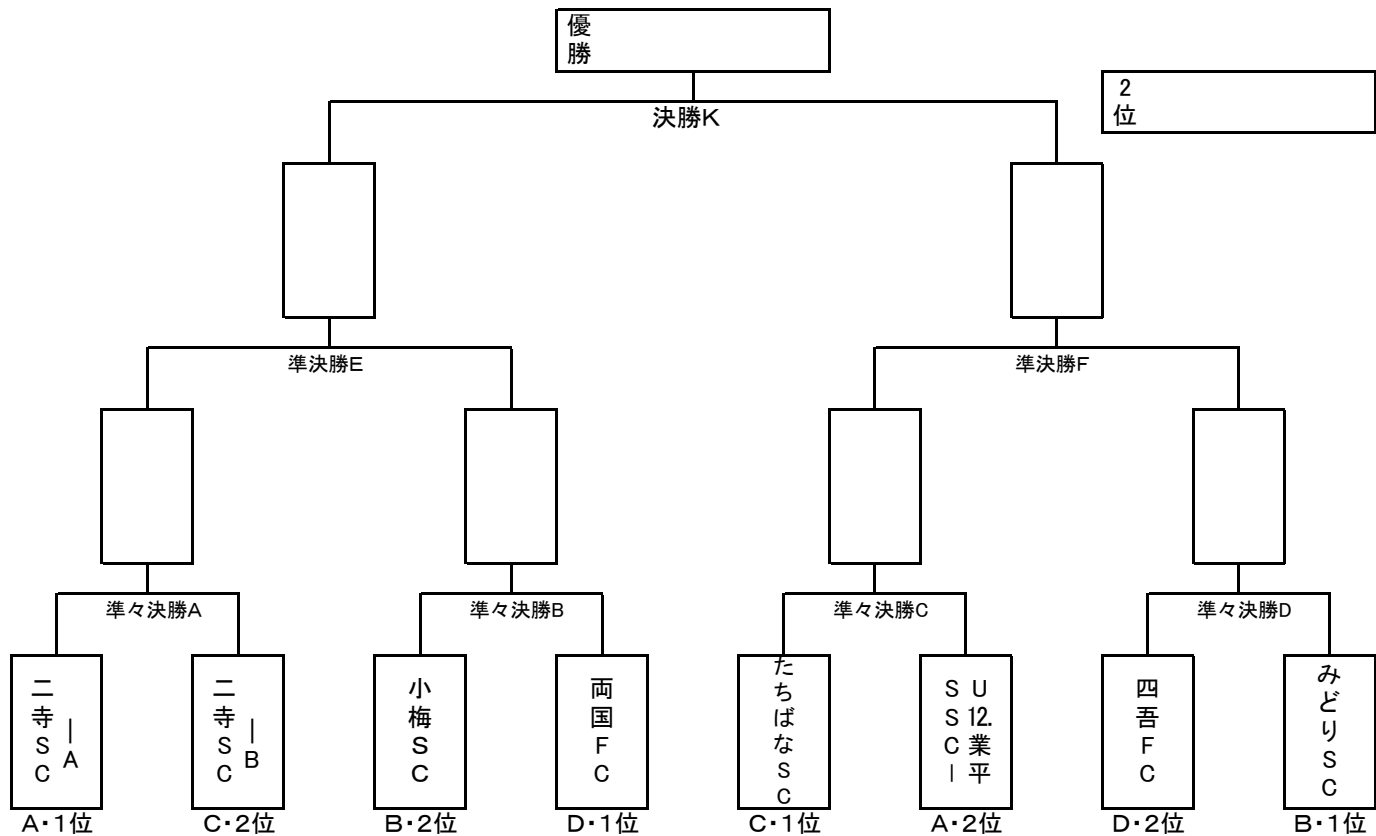 優勝
2位
決勝K
準決勝E
準決勝F
準々決勝A
準々決勝B
準々決勝C
準々決勝D
二寺SC
|A
二寺SC
|B
小梅SC
両国FC
たちばなSC
U12.業平
SSC-
四吾FC
みどりSC
A・1位
C・2位
B・2位
D・1位
C・1位
A・2位
D・2位
B・1位